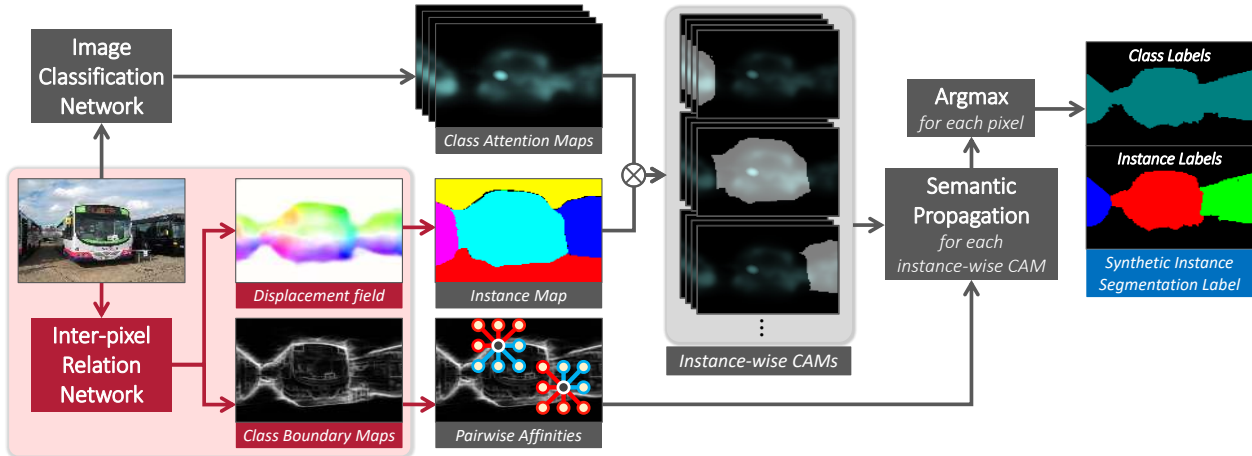 Image
Classification
Network
Class Attention Maps
Inter-pixel
Relation
Network
Displacement field
Class Boundary Maps
Instance Map
Pairwise Affinities
Instance-wise CAMs
Argmax
for each pixel
Semantic
Propagation
for each
instance-wise CAM
Class Labels
Instance Labels
Synthetic Instance
Segmentation Label